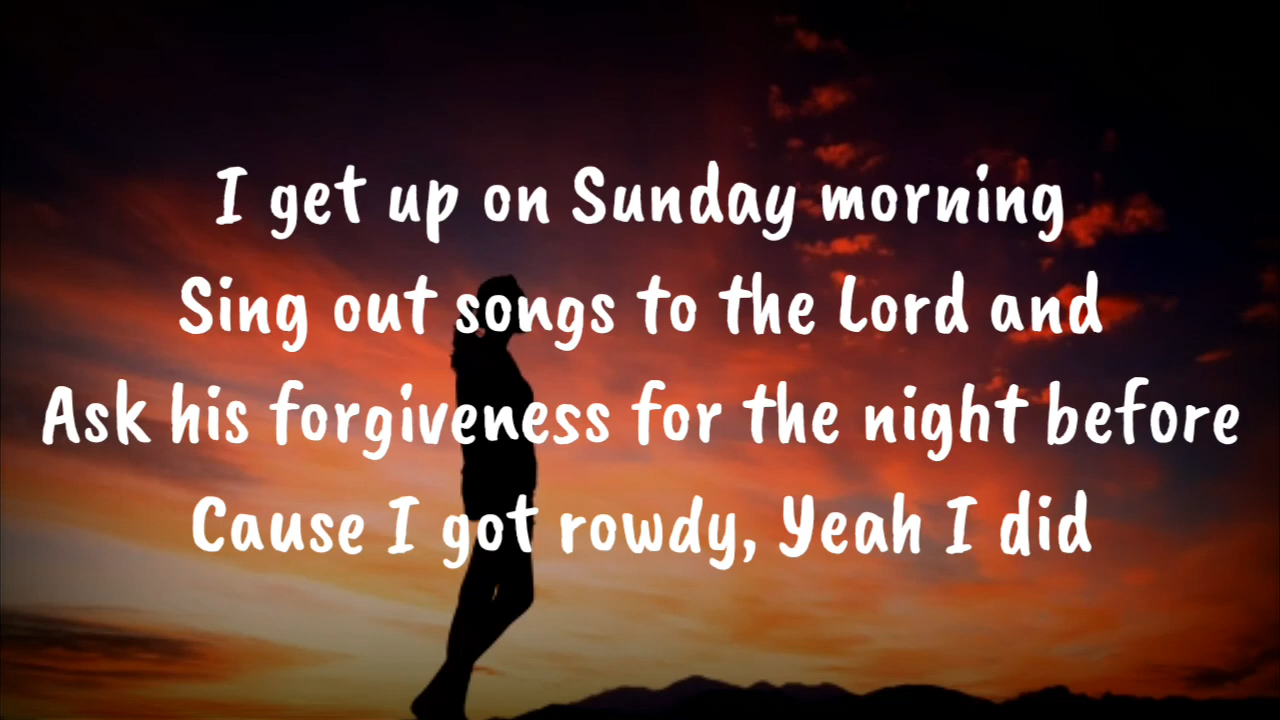 I get up on Sunday morning
Sing out songs to the Lord and
Ask his forgiveness for the night before
Cause I got rowdy, Yeah I did